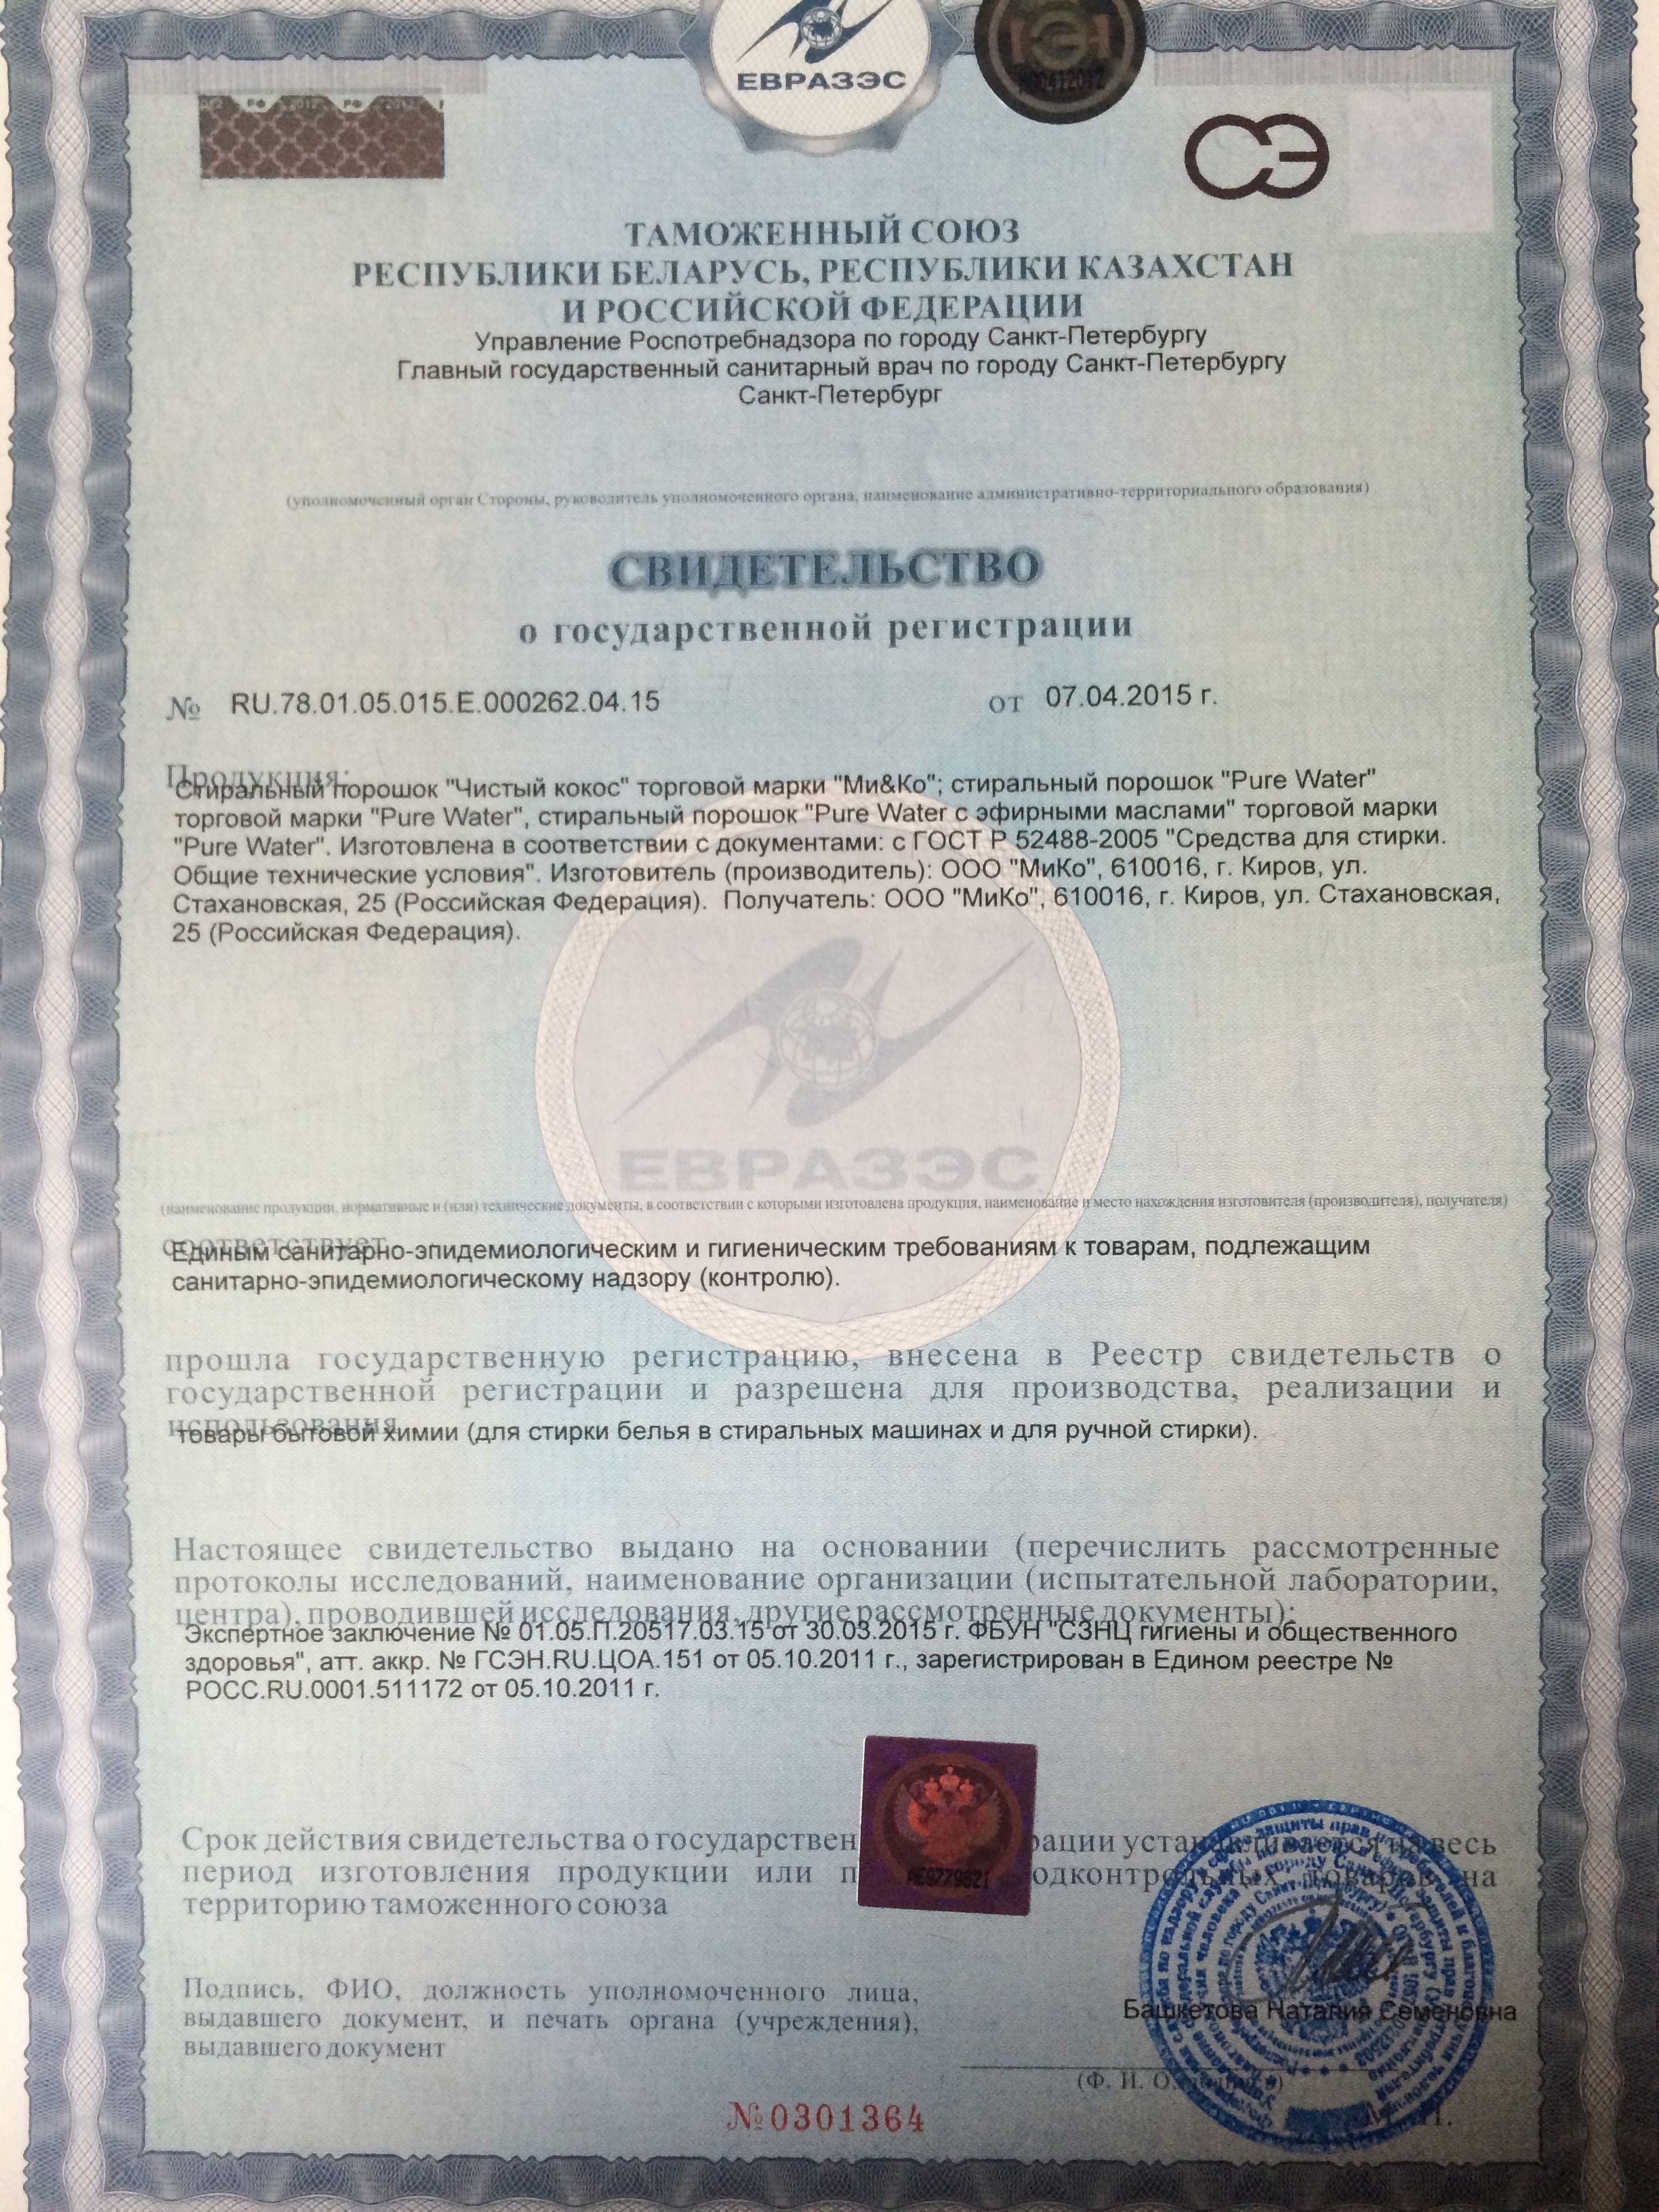 ЕВРАЗЭС
СЭ
ТАМОЖЕННЫЙ СОЮЗ
РЕСПУБЛИКИ БЕЛАРУСЬ, РЕСПУБЛИКИ КАЗАХСТАН
И РОССИЙСКОЙ ФЕДЕРАЦИИ
Управление Роспотребнадзора по городу Санкт-Петербургу
Главный государственный санитарный врач по городу Санкт-Петербургу
Санкт-Петербург
(уполномоченный орган Стороны, руководитель уполномоченного органа, наименование административно-территориального образования)
СВИДЕТЕЛЬСТВО
о государственной регистрации
№ RU.78.01.05.015.Е.000262.04.15 от 07.04.2015 г.
Продукция:
Стиральный порошок "Чистый кокос" торговой марки "Ми&Ко"; стиральный порошок "Pure Water"
торговой марки "Pure Water", стиральный порошок "Pure Water с эфирными маслами" торговой марки
"Pure Water". Изготовлена в соответствии с документами: с ГОСТ Р 52488-2005 "Средства для стирки.
Общие технические условия". Изготовитель (производитель): ООО "МиКо", 610016, г. Киров, ул.
Стахановская, 25 (Российская Федерация). Получатель: ООО "МиКо", 610016, г. Киров, ул. Стахановская,
25 (Российская Федерация).
ЕВРАЗЭС
(наименование продукции, нормативные и (или) технические документы, в соответствии с которыми изготовлена продукция, наименование и место нахождения изготовителя (производителя), получателя)
соответствует
Единым санитарно-эпидемиологическим и гигиеническим требованиям к товарам, подлежащим
санитарно-эпидемиологическому надзору (контролю).
прошла государственную регистрацию, внесена в Реестр свидетельств о
государственной регистрации и разрешена для производства, реализации и
использования
товары бытовой химии (для стирки белья в стиральных машинах и для ручной стирки).
Настоящее свидетельство выдано на основании (перечислить рассмотренные
протоколы исследований, наименование организации (испытательной лаборатории,
центра), проводившей исследования, другие рассмотренные документы):
Экспертное заключение № 01.05.П.20517.03.15 от 30.03.2015 г. ФБУН "СЗНЦ гигиены и общественного
здоровья", атт. аккр. № ГСЭН.RU.ЦОА.151 от 05.10.2011 г., зарегистрирован в Едином реестре №
РОСС.RU.0001.511172 от 05.10.2011 г.
Срок действия свидетельства о государствен рации устанавливается на весь
период изготовления продукции или п одконтрольных товаров на
территорию таможенного союза
Подпись, ФИО, должность уполномоченного лица,
выдавшего документ, и печать органа (учреждения),
выдавшего документ
Башкетова Наталия Семеновна
(Ф. И. О.
№0301364